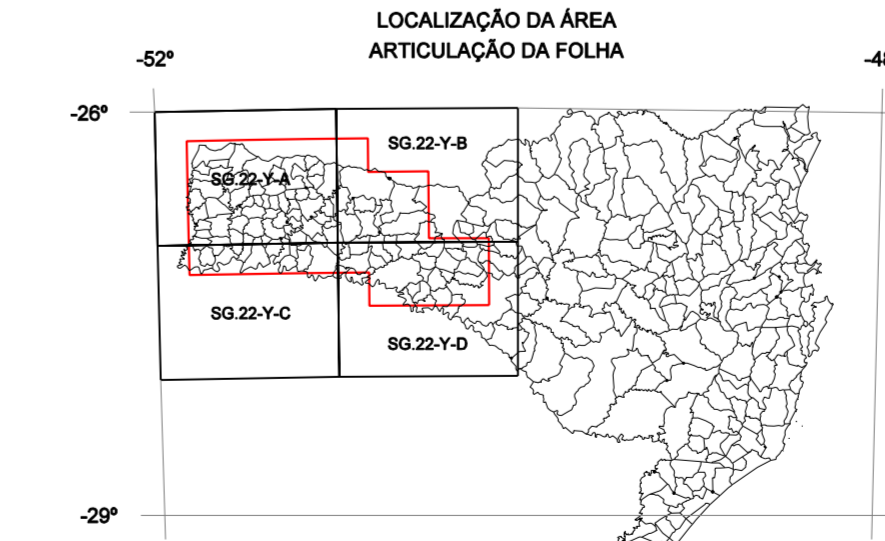 LOCALIZAÇÃO DA ÁREA
ARTICULAÇÃO DA FOLHA
-52º
-26º
SG.22-Y-B
SG.22-Y-A
SG.22-Y-C
SG.22-Y-D
-29º